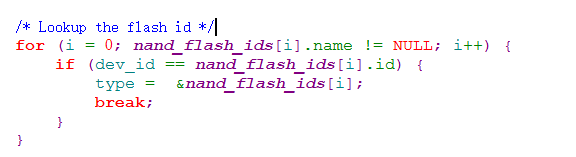 /* Lookup the flash id */
for (i = 0; nand_flash_ids[i].name != NULL; i++) {
    if (dev_id == nand_flash_ids[i].id) {
        type =  &nand_flash_ids[i];
        break;
    }
}